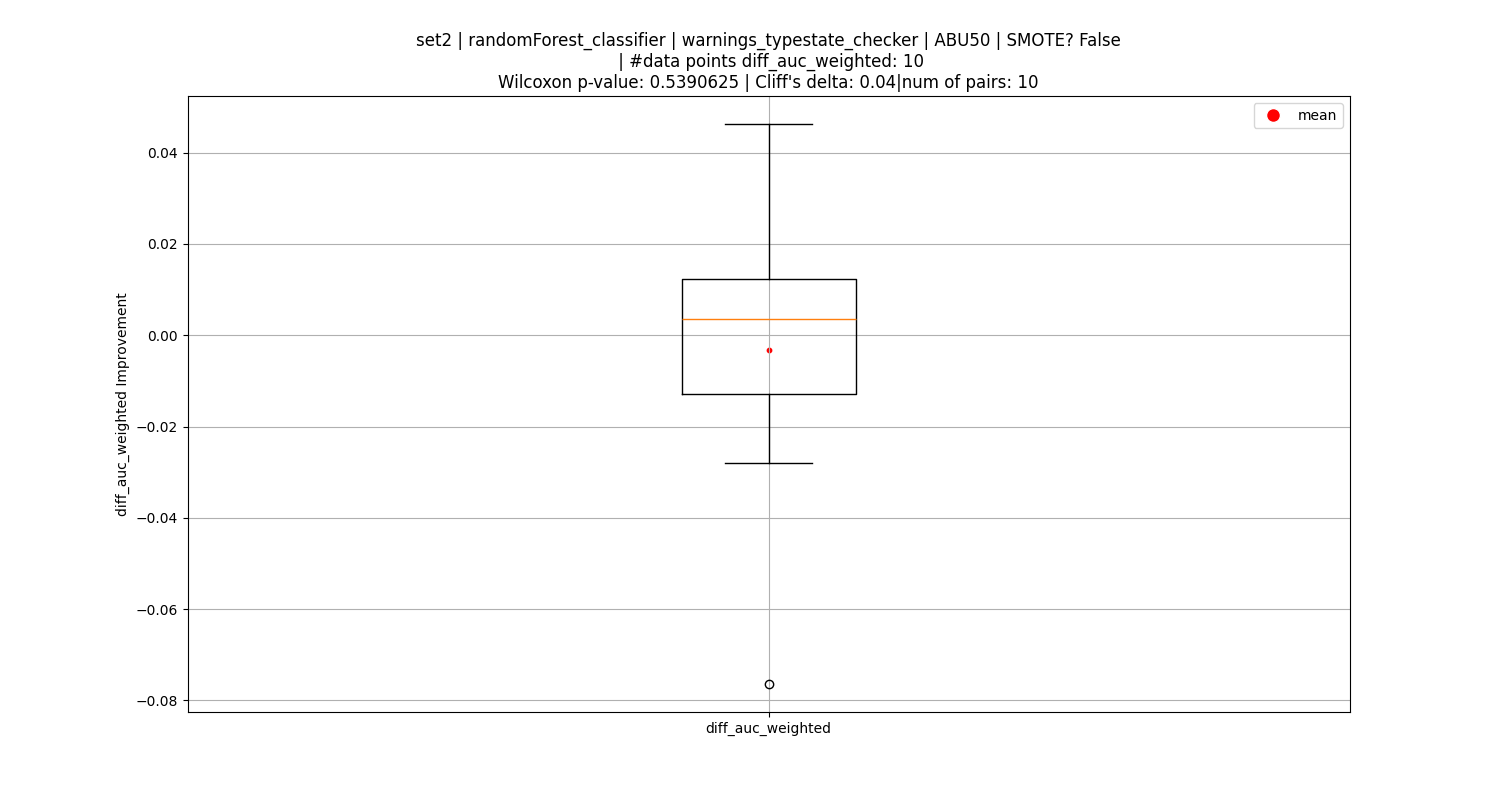 set2 | randomForest_classifier | warnings_typestate_checker | ABU50 | SMOTE? False
| #data points diff_auc_weighted: 10
Wilcoxon p-value: 0.5390625 | Cliff's delta: 0.04|num of pairs: 10
mean
0.04
0.02
0.00
−0.02
−0.04
−0.06
−0.08
diff_auc_weighted Improvement
diff_auc_weighted